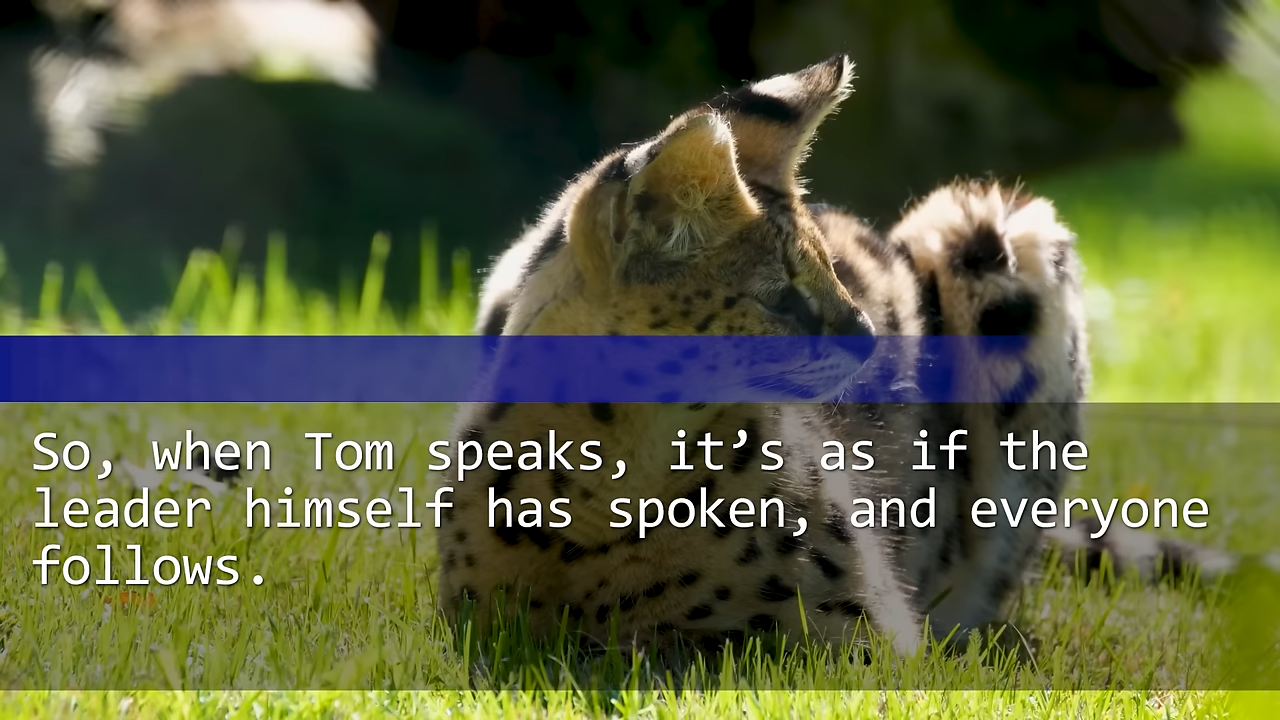 So, when Tom speaks, it’s as if the
leader himself has spoken, and everyone
follows.